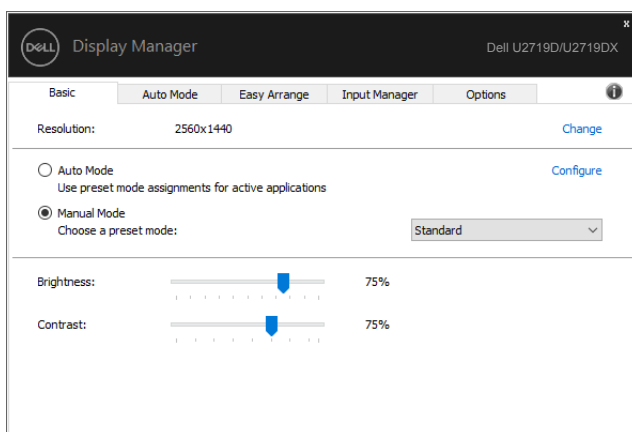 x
DELL Display Manager Dell U2719D/U2719DX
Basic Auto Mode Easy Arrange Input Manager Options
Resolution: 2560x1440 Change
Auto Mode Configure
Use preset mode assignments for active applications
Manual Mode
Choose a preset mode: Standard
Brightness: 75%
Contrast: 75%